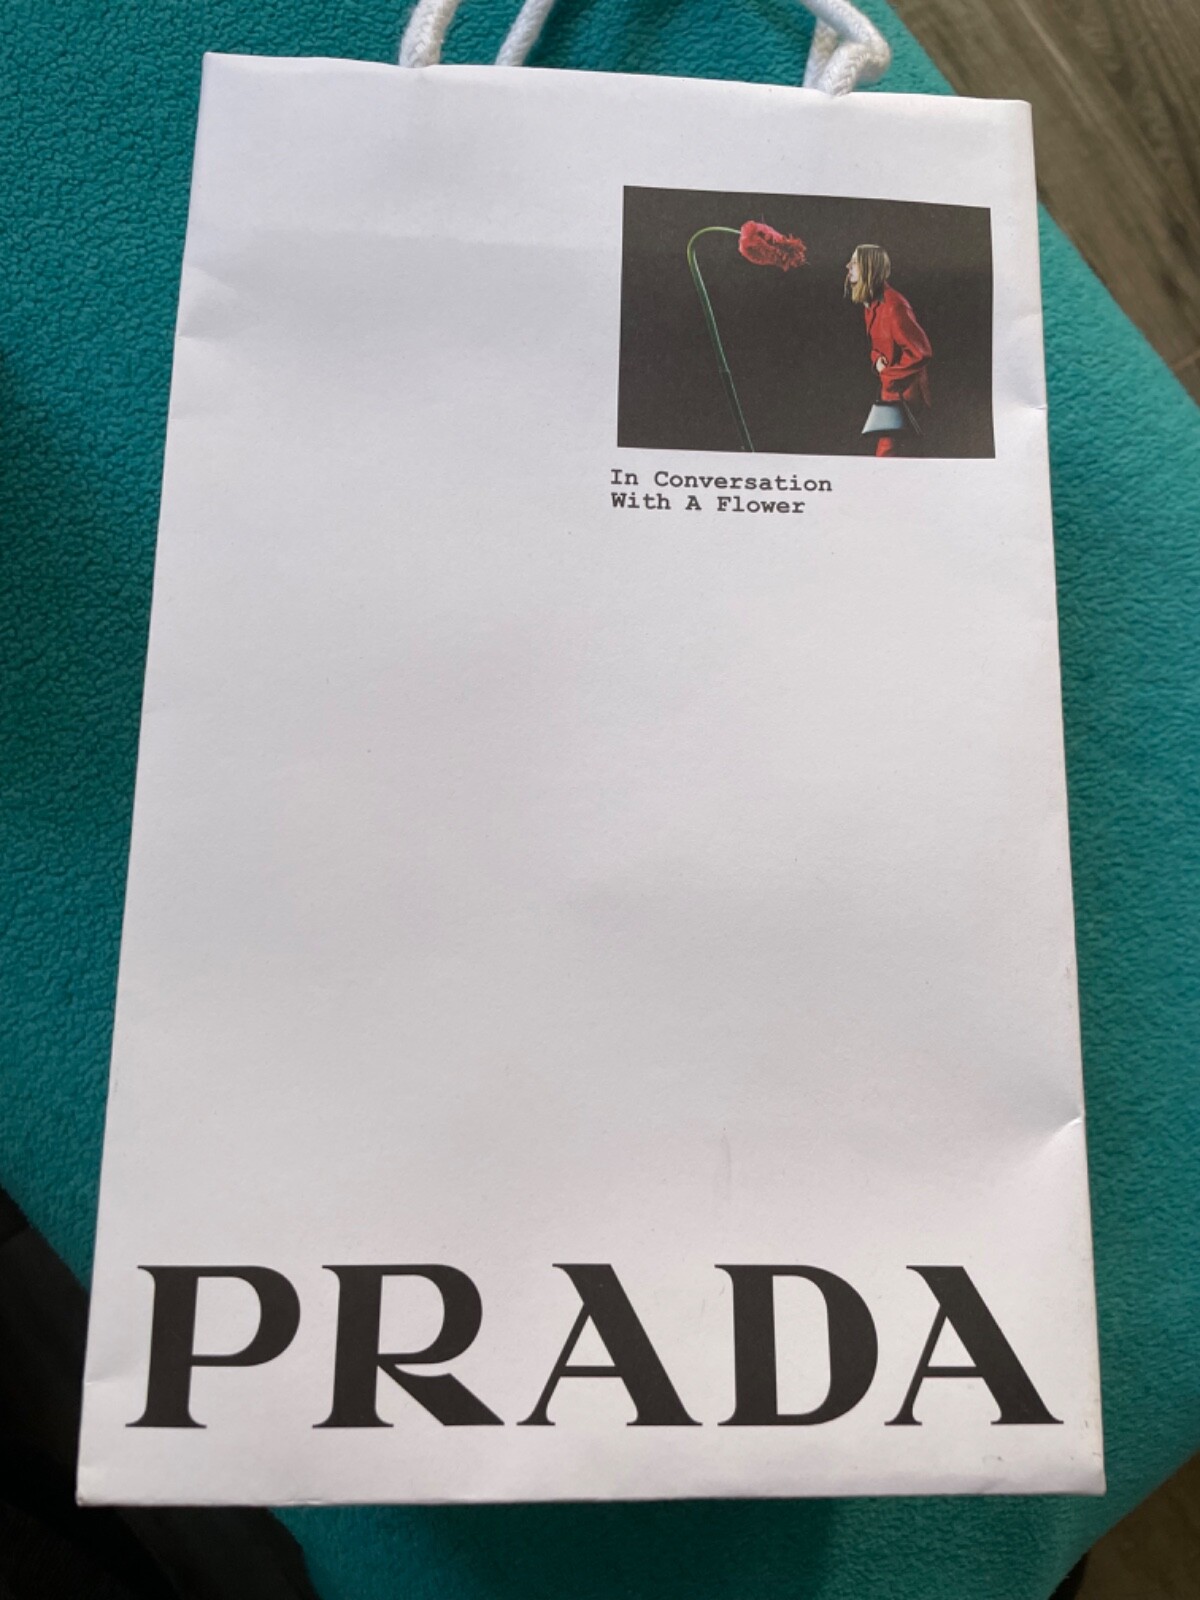 In Conversation
With A Flower
PRADA